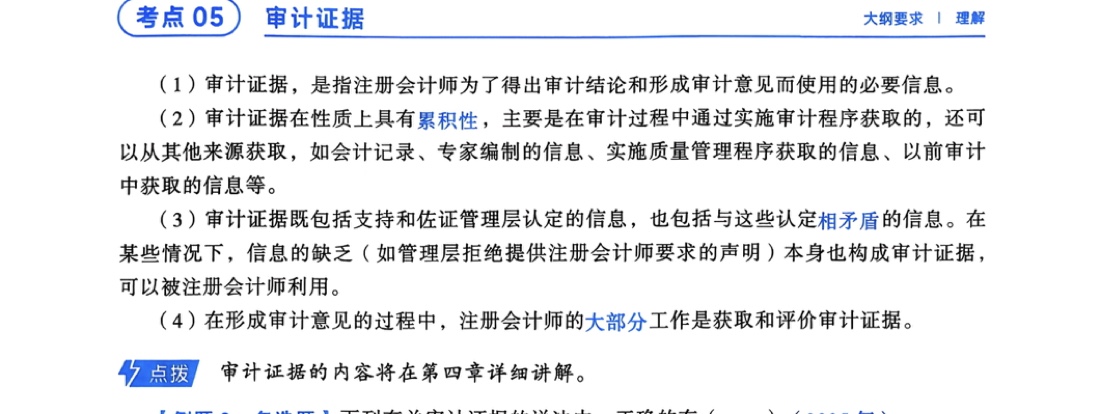 考点 05 审计证据 大纲要求 | 理解
（1）审计证据，是指注册会计师为了得出审计结论和形成审计意见而使用的必要信息。
（2）审计证据在性质上具有累积性，主要是在审计过程中通过实施审计程序获取的，还可
以从其他来源获取，如会计记录、专家编制的信息、实施质量管理程序获取的信息、以前审计
中获取的信息等。
（3）审计证据既包括支持和佐证管理层认定的信息，也包括与这些认定相矛盾的信息。在
某些情况下，信息的缺乏（如管理层拒绝提供注册会计师要求的声明）本身也构成审计证据，
可以被注册会计师利用。
（4）在形成审计意见的过程中，注册会计师的大部分工作是获取和评价审计证据。
点拨 审计证据的内容将在第四章详细讲解。